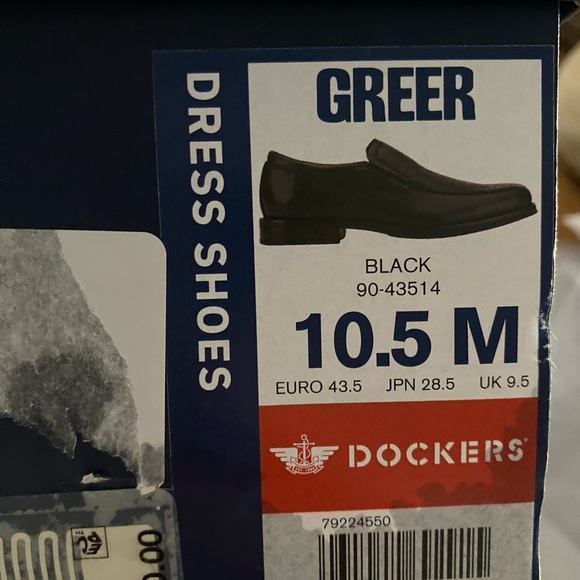 DRESS SHOES
GREER
BLACK
90-43514
10.5 M
EURO 43.5 JPN 28.5 UK 9.5
DOCKERS
79224550